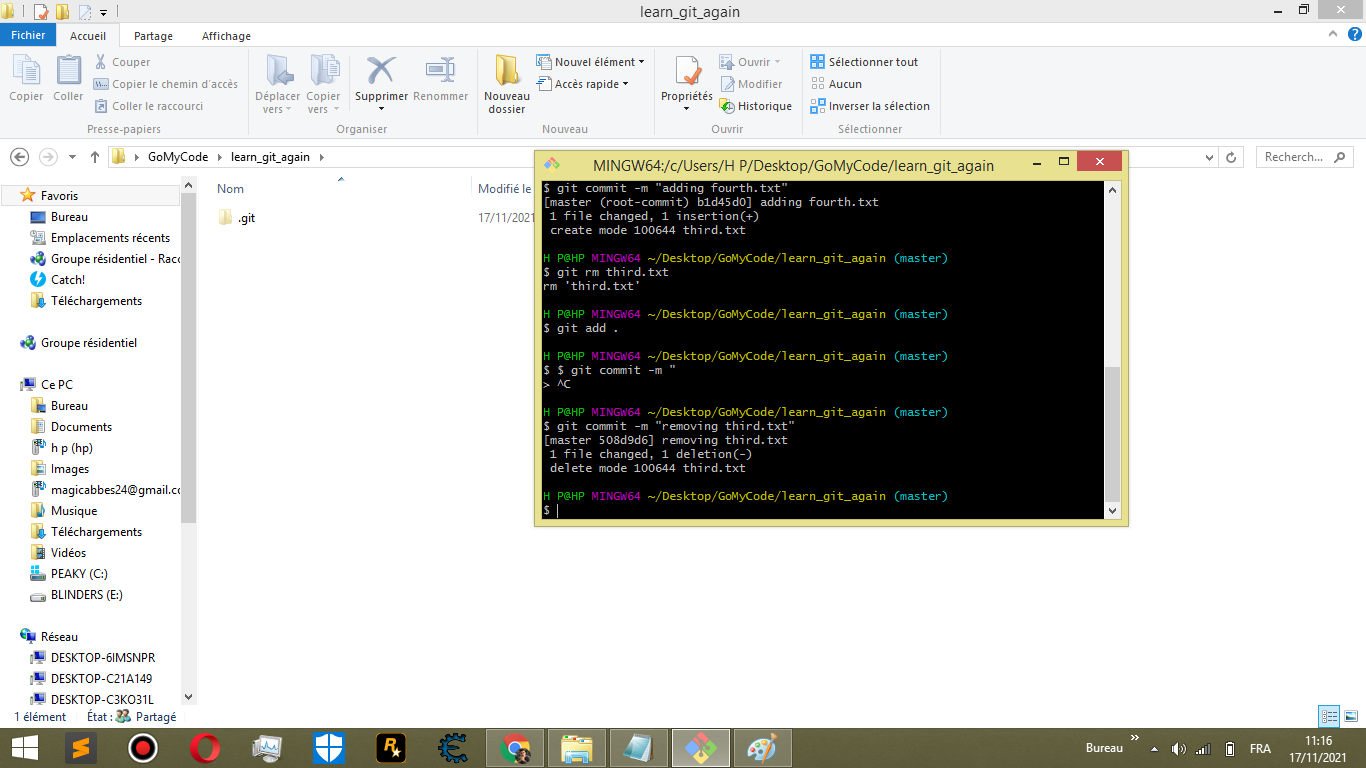 learn_git_again
Fichier Accueil Partage Affichage
Copier
Coller
Couper
Copier le chemin d'accès
Coller le raccourci
Presse-papiers
Déplacer vers
Copier vers
Supprimer
Renommer
Organiser
Nouveau dossier
Nouvel élément
Accès rapide
Nouveau
Propriétés
Ouvrir
Modifier
Historique
Ouvrir
Sélectionner tout
Aucun
Inverser la sélection
Sélectionner
GoMyCode learn_git_again
Recherch...
Favoris
Bureau
Emplacements récents
Groupe résidentiel - Racc
Catch!
Téléchargements
Groupe résidentiel
Ce PC
Bureau
Documents
h p (hp)
Images
magicabbes24@gmail.cc
Musique
Téléchargements
Vidéos
PEAKY (C:)
BLINDERS (E:)
Réseau
DESKTOP-6IMSNPR
DESKTOP-C21A149
DESKTOP-C3KO31L
Nom Modifié le
.git 17/11/2021
MINGW64:/c/Users/H P/Desktop/GoMyCode/learn_git_again
$ git commit -m "adding fourth.txt"
[master (root-commit) b1d45d0] adding fourth.txt
1 file changed, 1 insertion(+)
create mode 100644 third.txt
H P@HP MINGW64 ~/Desktop/GoMyCode/learn_git_again (master)
$ git rm third.txt
rm 'third.txt'
H P@HP MINGW64 ~/Desktop/GoMyCode/learn_git_again (master)
$ git add .
H P@HP MINGW64 ~/Desktop/GoMyCode/learn_git_again (master)
$ $ git commit -m "
> ^C
H P@HP MINGW64 ~/Desktop/GoMyCode/learn_git_again (master)
$ git commit -m "removing third.txt"
[master 508d9d6] removing third.txt
1 file changed, 1 deletion(-)
delete mode 100644 third.txt
H P@HP MINGW64 ~/Desktop/GoMyCode/learn_git_again (master)
$
1 élément État : Partagé
Bureau FRA 11:16
17/11/2021